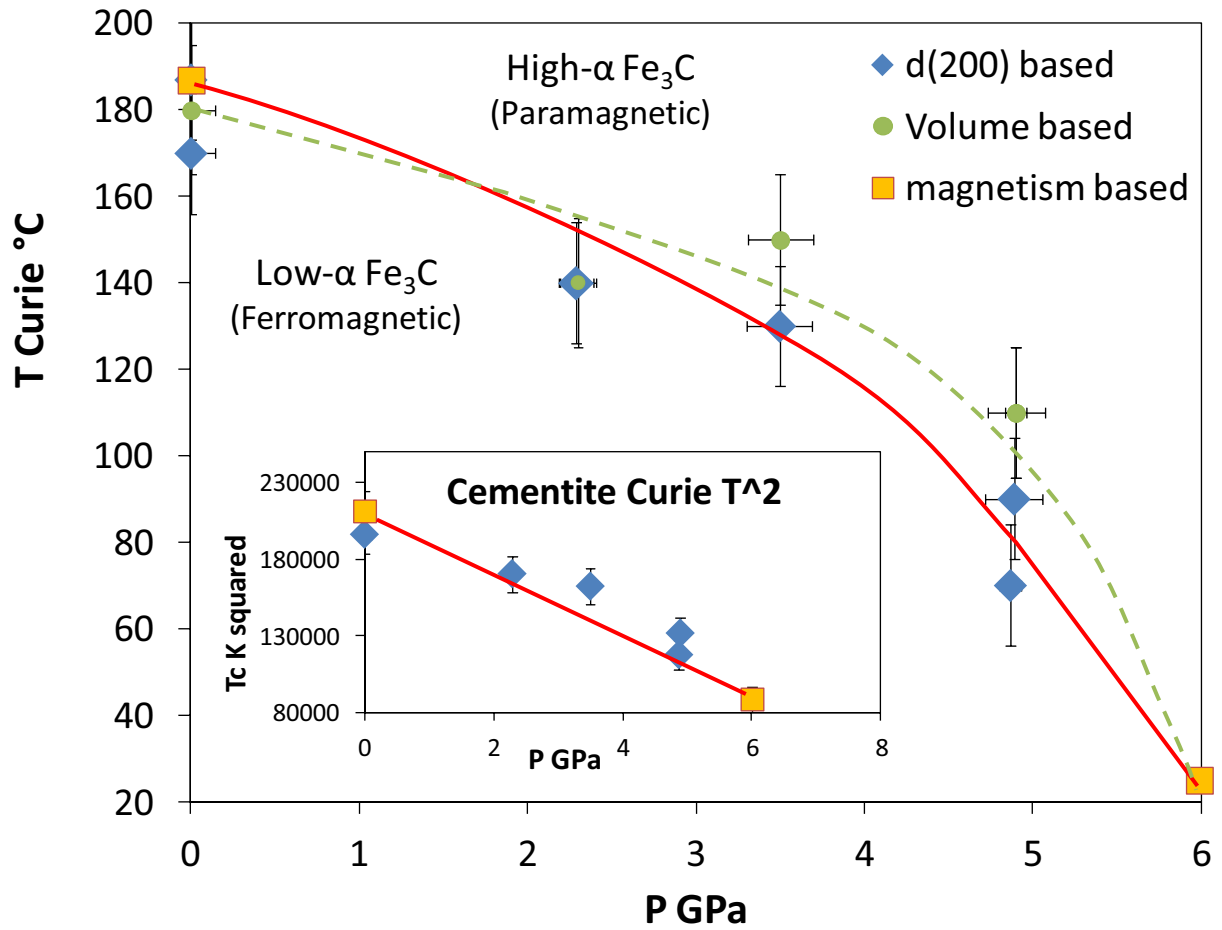 200
180
160
140
120
100
80
60
40
20
T Curie °C
High-α Fe₃C
(Paramagnetic)
d(200) based
Volume based
magnetism based
Low-α Fe₃C
(Ferromagnetic)
Cementite Curie T^2
230000
180000
130000
80000
Tc K squared
0 2 4 6 8
P GPa
0 1 2 3 4 5 6
P GPa